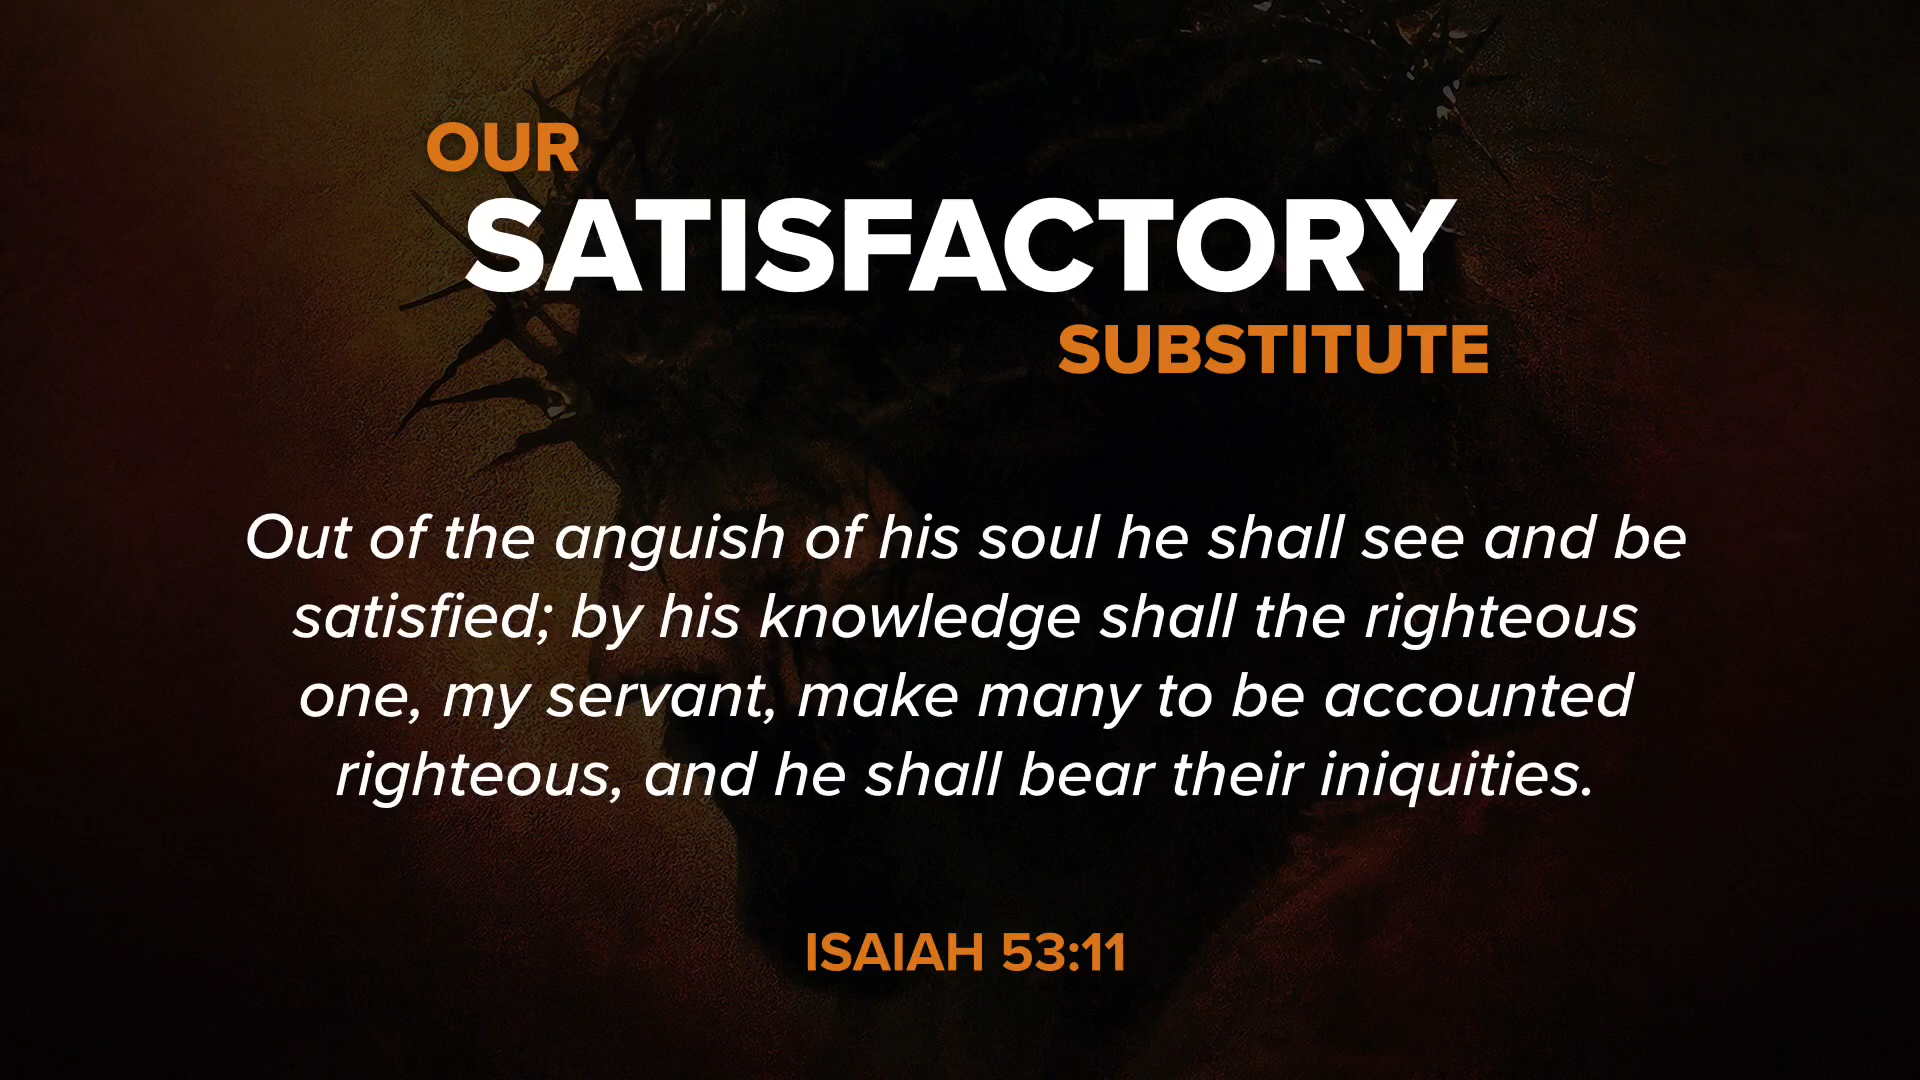 OUR
SATISFACTORY
SUBSTITUTE
Out of the anguish of his soul he shall see and be
satisfied; by his knowledge shall the righteous
one, my servant, make many to be accounted
righteous, and he shall bear their iniquities.
ISAIAH 53:11